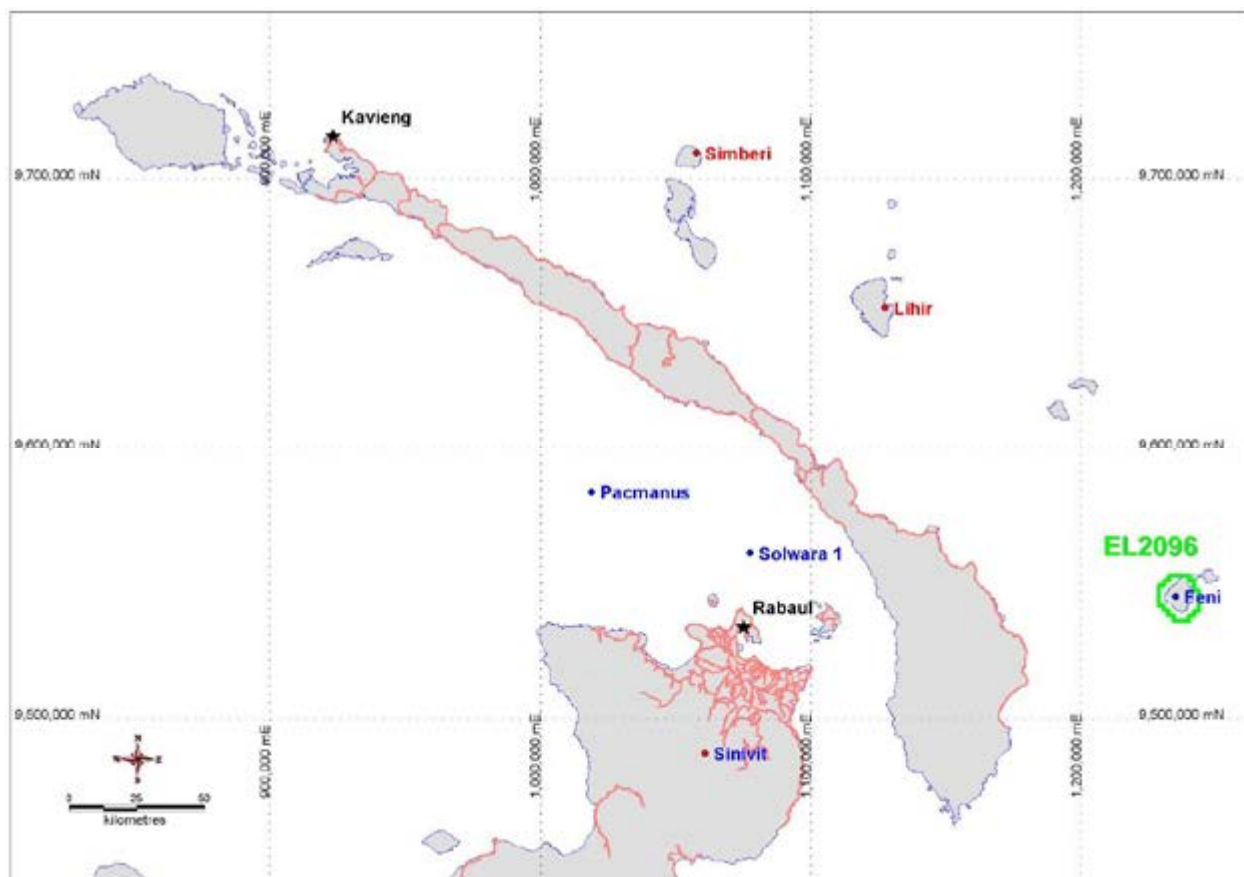 Kavieng
900,000 mE
1,000,000 mE
1,100,000 mE
1,200,000 mE
Simberi
9,700,000 mN
9,700,000 mN
Lihir
9,600,000 mN
9,600,000 mN
Pacmanus
Solwara 1
EL2096
Feni
Rabaul
9,500,000 mN
9,500,000 mN
Sinivit
900,000 mE
1,000,000 mE
1,100,000 mE
1,200,000 mE
N
W
E
S
0 25 50
kilometres